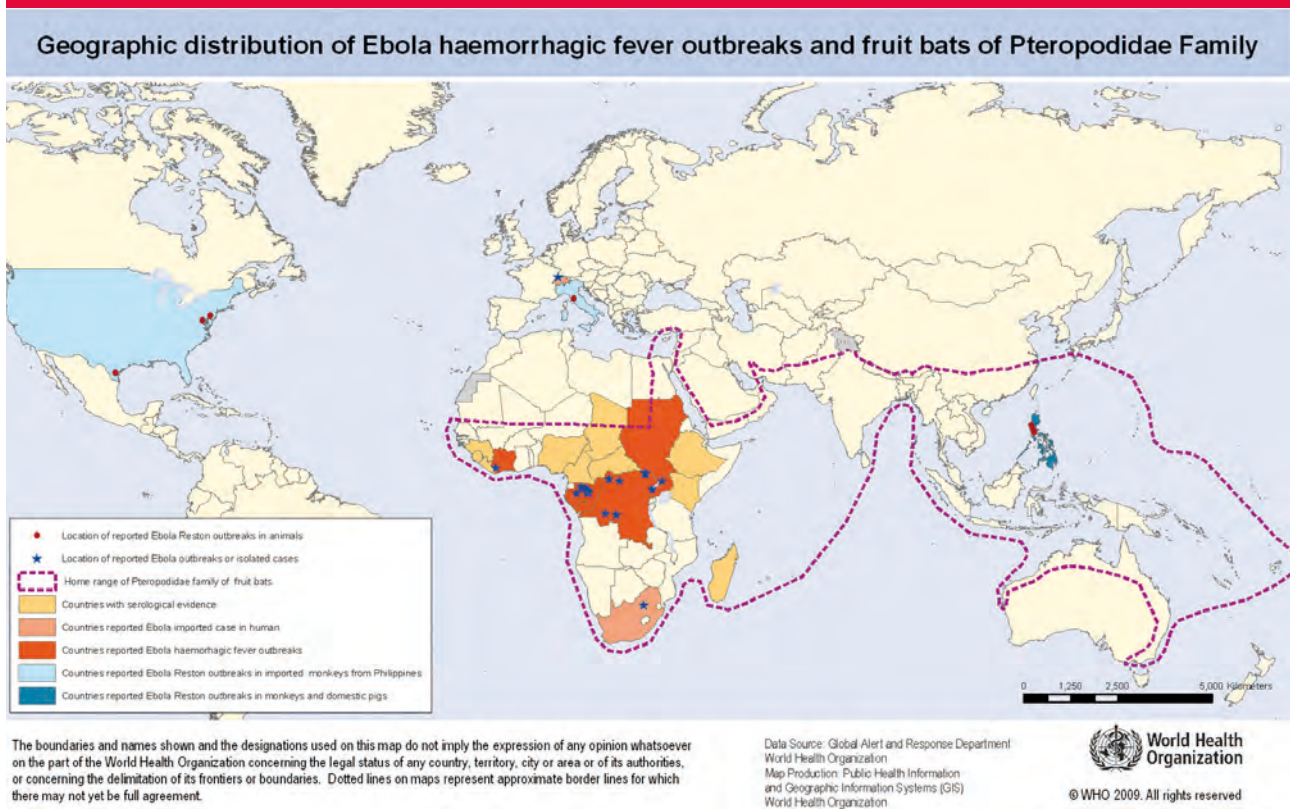 Geographic distribution of Ebola haemorrhagic fever outbreaks and fruit bats of Pteropodidae Family
Location of reported Ebola Reston outbreaks in animals
Location of reported Ebola outbreaks or isolated cases
Home range of Pteropodidae family of fruit bats
Countries with serological evidence
Countries reported Ebola imported case in human
Countries reported Ebola haemorrhagic fever outbreaks
Countries reported Ebola Reston outbreaks in imported monkeys from Philippines
Countries reported Ebola Reston outbreaks in monkeys and domestic pigs
0 1,250 2,500 5,000 Kilometers
The boundaries and names shown and the designations used on this map do not imply the expression of any opinion whatsoever
on the part of the World Health Organization concerning the legal status of any country, territory, city or area or of its authorities,
or concerning the delimitation of its frontiers or boundaries. Dotted lines on maps represent approximate border lines for which
there may not yet be full agreement.
Data Source: Global Alert and Response Department
World Health Organization
Map Production: Public Health Information
and Geographic Information Systems (GIS)
World Health Organization
World Health
Organization
© WHO 2009. All rights reserved